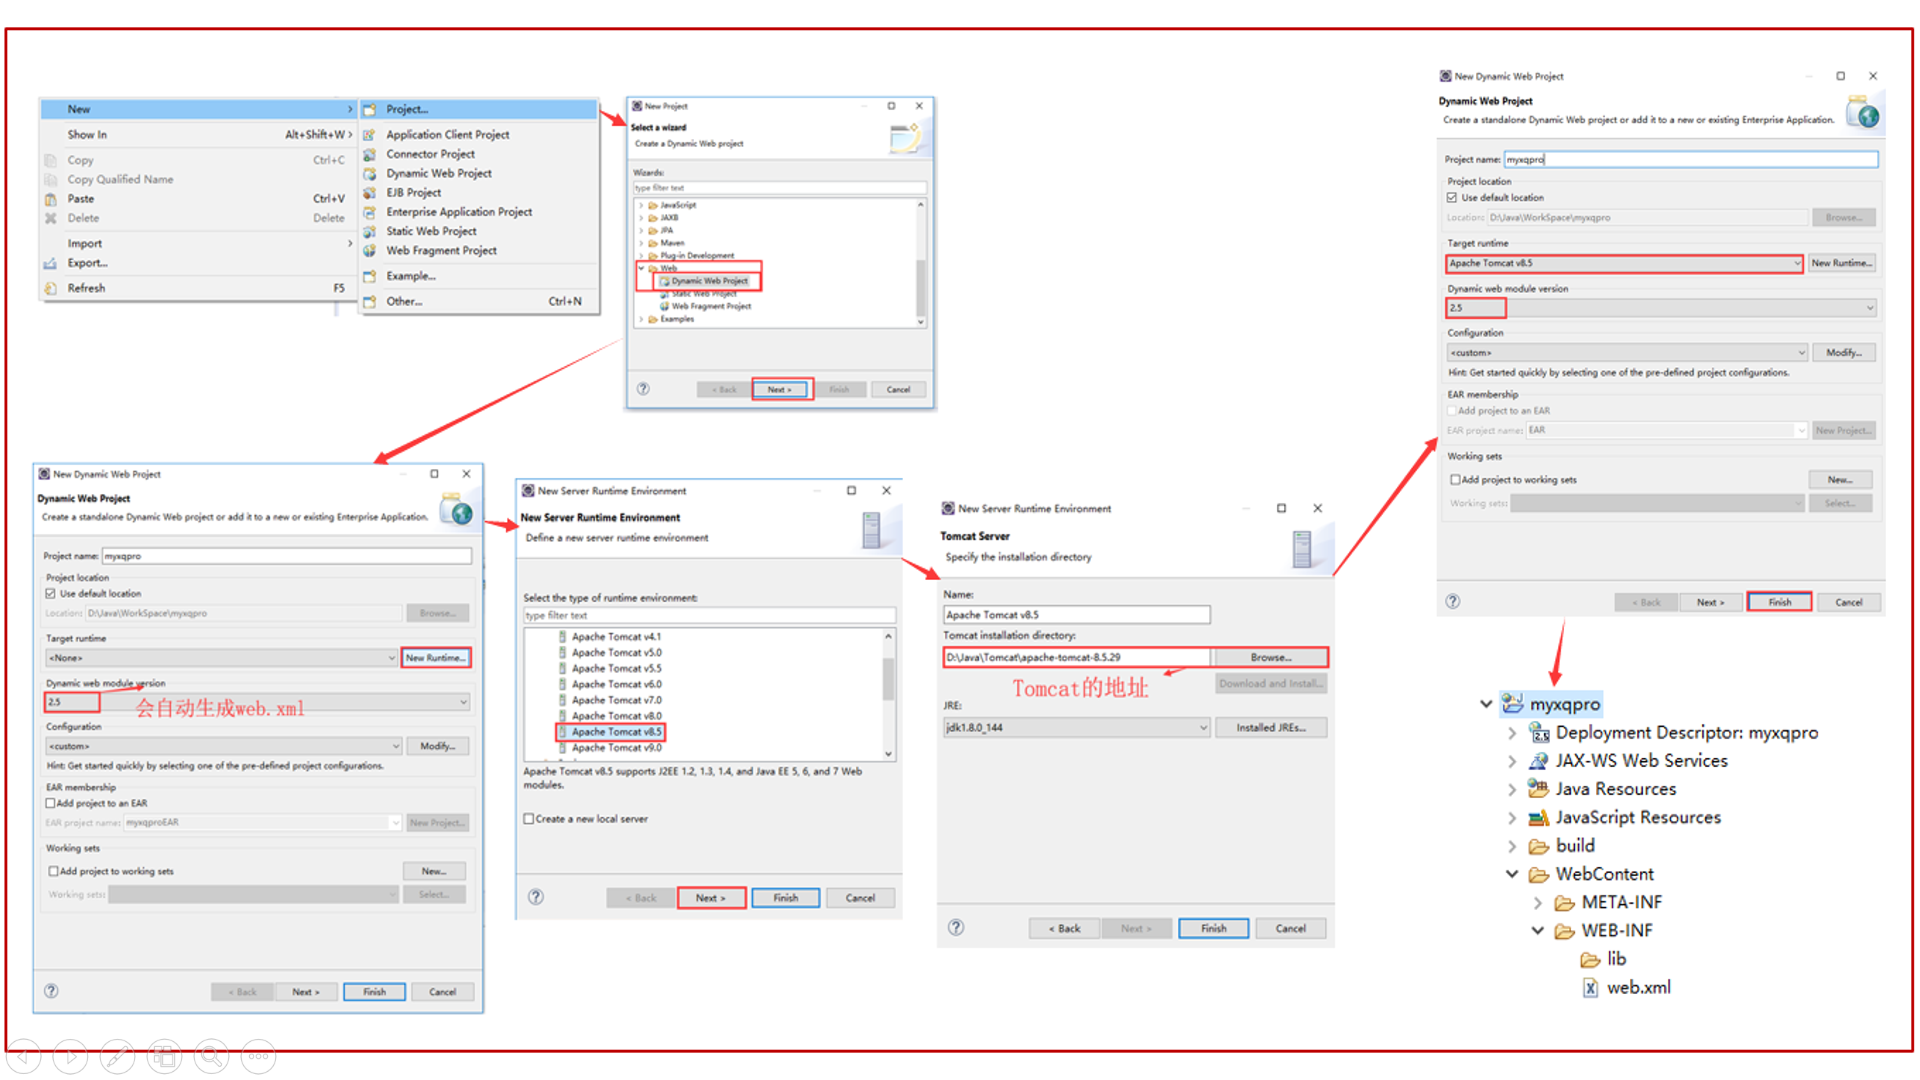 New
Show In Alt+Shift+W >
Copy Ctrl+C
Copy Qualified Name
Paste Ctrl+V
Delete Delete
Import
Export...
Refresh F5
Project...
Application Client Project
Connector Project
Dynamic Web Project
EJB Project
Enterprise Application Project
Static Web Project
Web Fragment Project
Example...
Other... Ctrl+N
New Project
Select a wizard
Create a Dynamic Web project
Wizards:
type filter text
JavaScript
JAXB
JPA
Maven
Plug-in Development
Web
Dynamic Web Project
Static Web Project
Web Fragment Project
Examples
< Back Next > Finish Cancel
New Dynamic Web Project
Dynamic Web Project
Create a standalone Dynamic Web project or add it to a new or existing Enterprise Application.
Project name: myxqpro
Project location
Use default location
Location: D:\Java\WorkSpace\myxqpro Browse...
Target runtime
<None> New Runtime...
Dynamic web module version
2.5
会自动生成web.xml
Configuration
<custom> Modify...
Hint: Get started quickly by selecting one of the pre-defined project configurations.
EAR membership
Add project to an EAR
EAR project name: myxqproEAR New Project...
Working sets
Add project to working sets New...
Working sets: Select...
< Back Next > Finish Cancel
New Server Runtime Environment
New Server Runtime Environment
Define a new server runtime environment
Select the type of runtime environment:
type filter text
Apache Tomcat v4.1
Apache Tomcat v5.0
Apache Tomcat v5.5
Apache Tomcat v6.0
Apache Tomcat v7.0
Apache Tomcat v8.0
Apache Tomcat v8.5
Apache Tomcat v9.0
Apache Tomcat v8.5 supports J2EE 1.2, 1.3, 1.4, and Java EE 5, 6, and 7 Web
modules.
Create a new local server
< Back Next > Finish Cancel
New Server Runtime Environment
Tomcat Server
Specify the installation directory
Name:
Apache Tomcat v8.5
Tomcat installation directory:
D:\Java\Tomcat\apache-tomcat-8.5.29 Browse...
Tomcat的地址
Download and Install...
JRE:
jdk1.8.0_144 Installed JREs...
< Back Next > Finish Cancel
New Dynamic Web Project
Dynamic Web Project
Create a standalone Dynamic Web project or add it to a new or existing Enterprise Application.
Project name: myxqpro
Project location
Use default location
Location: D:\Java\WorkSpace\myxqpro Browse...
Target runtime
Apache Tomcat v8.5 New Runtime...
Dynamic web module version
2.5
Configuration
<custom> Modify...
Hint: Get started quickly by selecting one of the pre-defined project configurations.
EAR membership
Add project to an EAR
EAR project name: EAR New Project...
Working sets
Add project to working sets New...
Working sets: Select...
< Back Next > Finish Cancel
myxqpro
Deployment Descriptor: myxqpro
JAX-WS Web Services
Java Resources
JavaScript Resources
build
WebContent
META-INF
WEB-INF
lib
web.xml